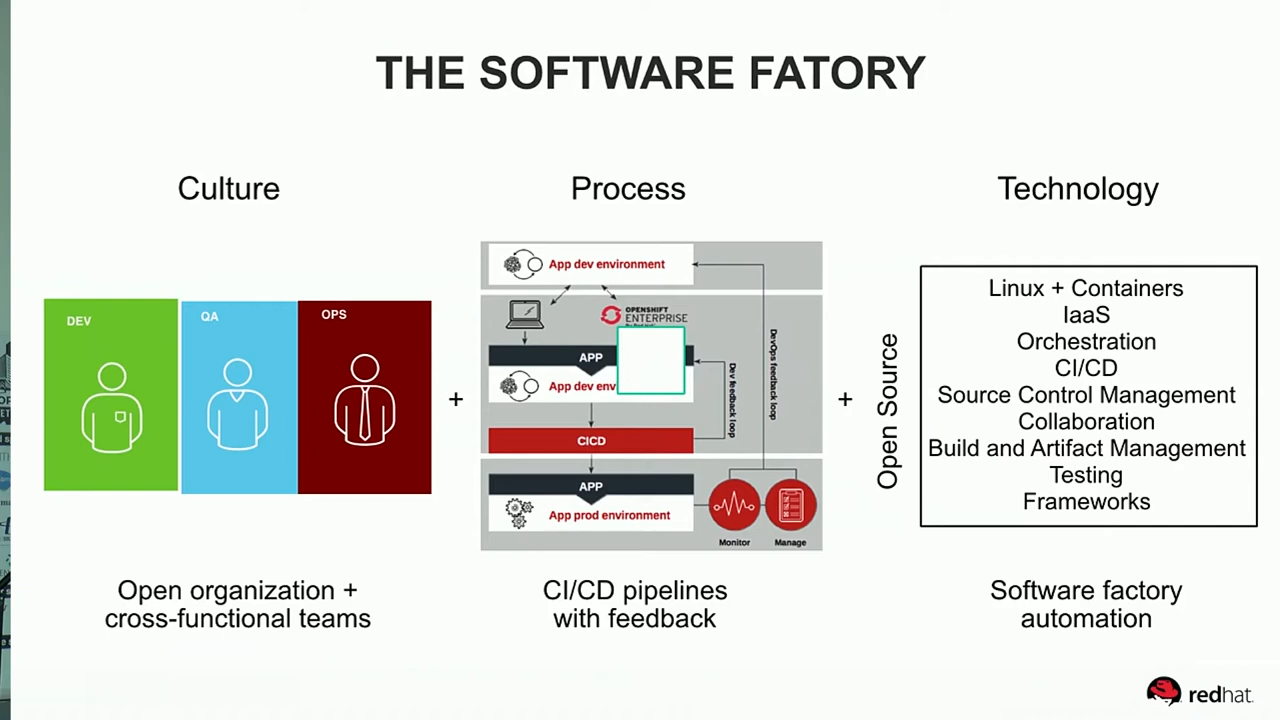 THE SOFTWARE FATORY
Culture
Process
Technology
DEV
QA
OPS
Open organization +
cross-functional teams
+
App dev environment
OPENSHIFT
ENTERPRISE
APP
App dev env
CICD
APP
App prod environment
Dev feedback loop
DevOps feedback loop
Monitor
Manage
CI/CD pipelines
with feedback
+
Open Source
Linux + Containers
IaaS
Orchestration
CI/CD
Source Control Management
Collaboration
Build and Artifact Management
Testing
Frameworks
Software factory
automation
redhat.